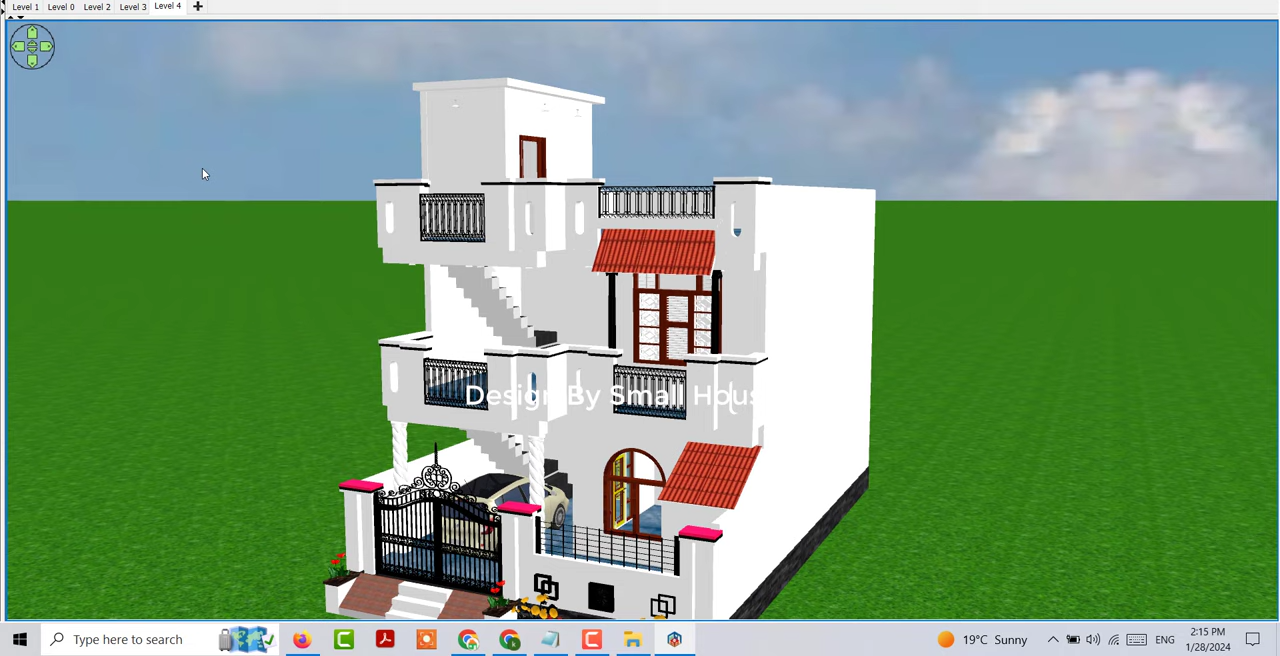 Level 1 Level 0 Level 2 Level 3 Level 4
Design By Small Hous
Type here to search
19°C Sunny
ENG
2:15 PM
1/28/2024